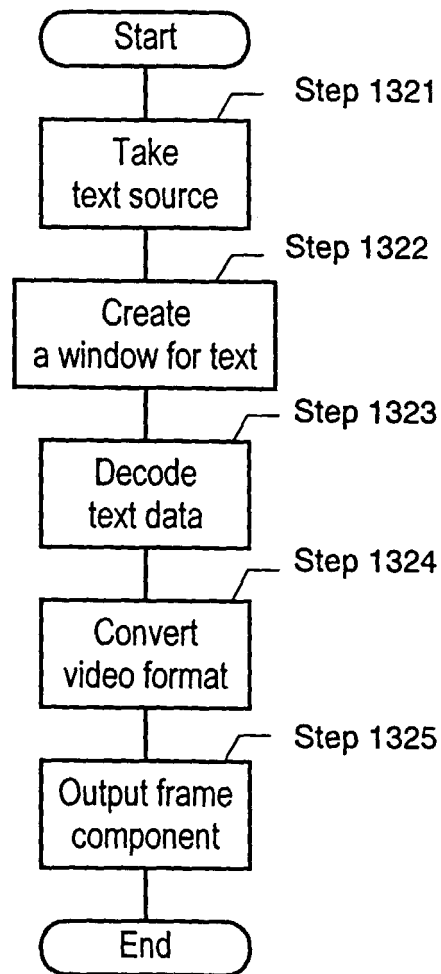 Start
Step 1321
Take
text source
Step 1322
Create
a window for text
Step 1323
Decode
text data
Step 1324
Convert
video format
Step 1325
Output frame
component
End